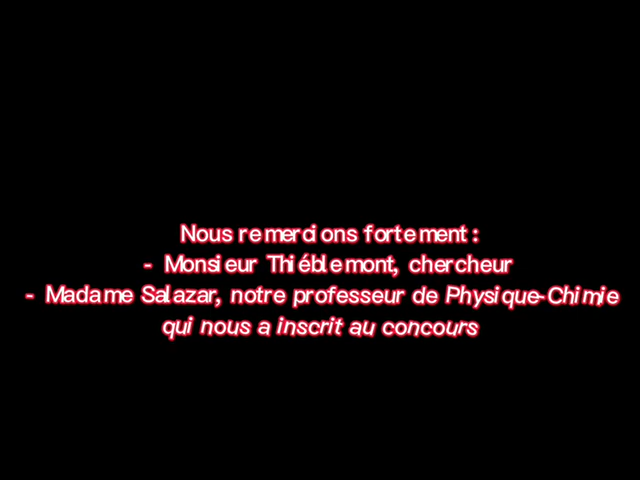 Nous remercions fortement :
- Monsieur Thiéblemont, chercheur
- Madame Salazar, notre professeur de Physique-Chimie
qui nous a inscrit au concours